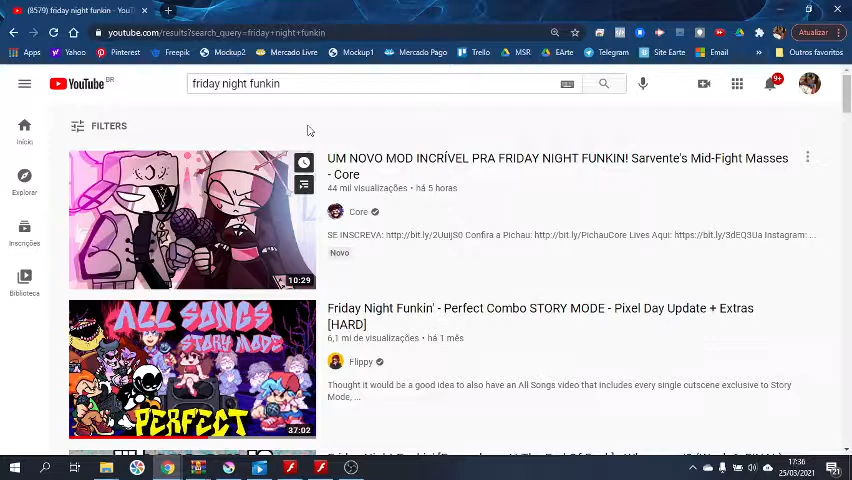 (8579) friday night funkin - YouT
youtube.com/results?search_query=friday+night+funkin
Atualizar
Apps Yahoo Pinterest Freepik Mockup2 Mercado Livre Mockup1 Mercado Pago Trello MSR EArte Telegram Site Earte Email Outros favoritos
YouTube BR
friday night funkin
9+
Início
Explorar
Inscrições
Biblioteca
FILTERS
10:29
UM NOVO MOD INCRÍVEL PRA FRIDAY NIGHT FUNKIN! Sarvente's Mid-Fight Masses
- Core
44 mil visualizações • há 5 horas
Core
SE INSCREVA: http://bit.ly/2UuijS0 Confira a Pichau: http://bit.ly/PichauCore Lives Aqui: https://bit.ly/3dEQ3Ua Instagram: ...
Novo
ALL SONGS
STORY MODE
PERFECT
37:02
Friday Night Funkin' - Perfect Combo STORY MODE - Pixel Day Update + Extras
[HARD]
6,1 mi de visualizações • há 1 mês
Flippy
Thought it would be a good idea to also have an All Songs video that includes every single cutscene exclusive to Story
Mode, ...
17:36
25/03/2021
21